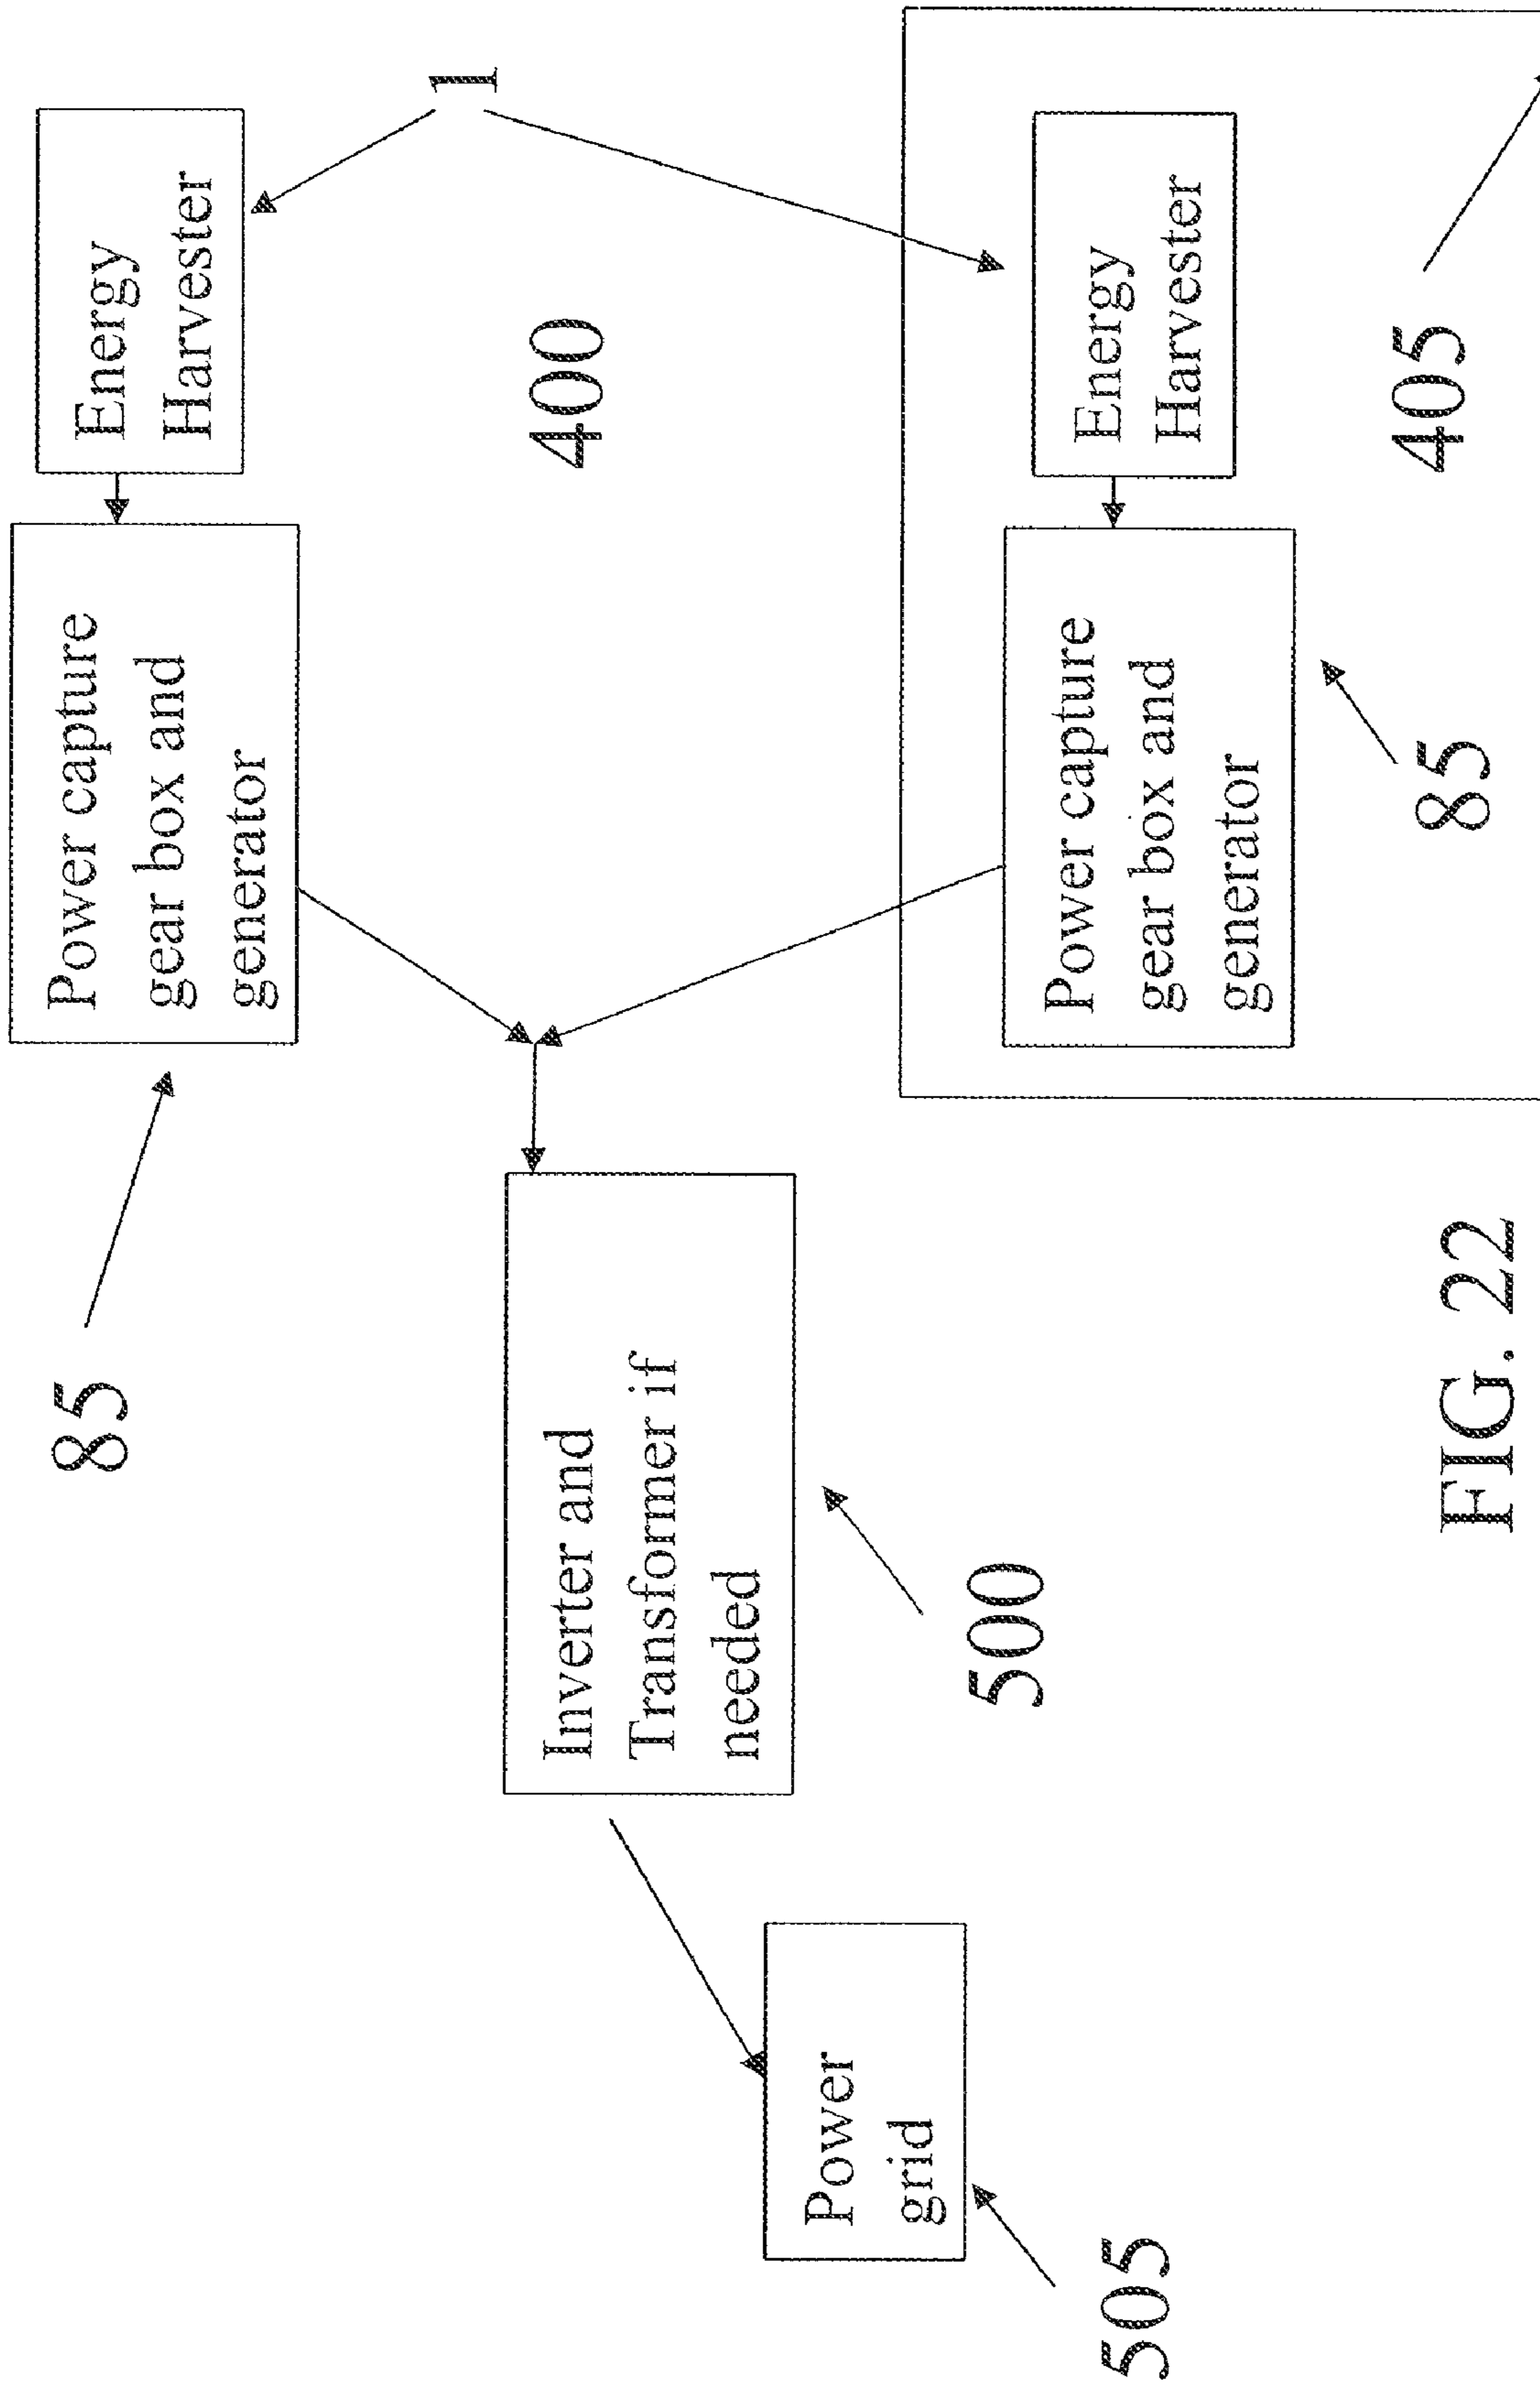 85
Power capture
gear box and
generator
Energy
Harvester
1
400
Inverter and
Transformer if
needed
500
Power
grid
505
Power capture
gear box and
generator
Energy
Harvester
85
405
FIG. 22